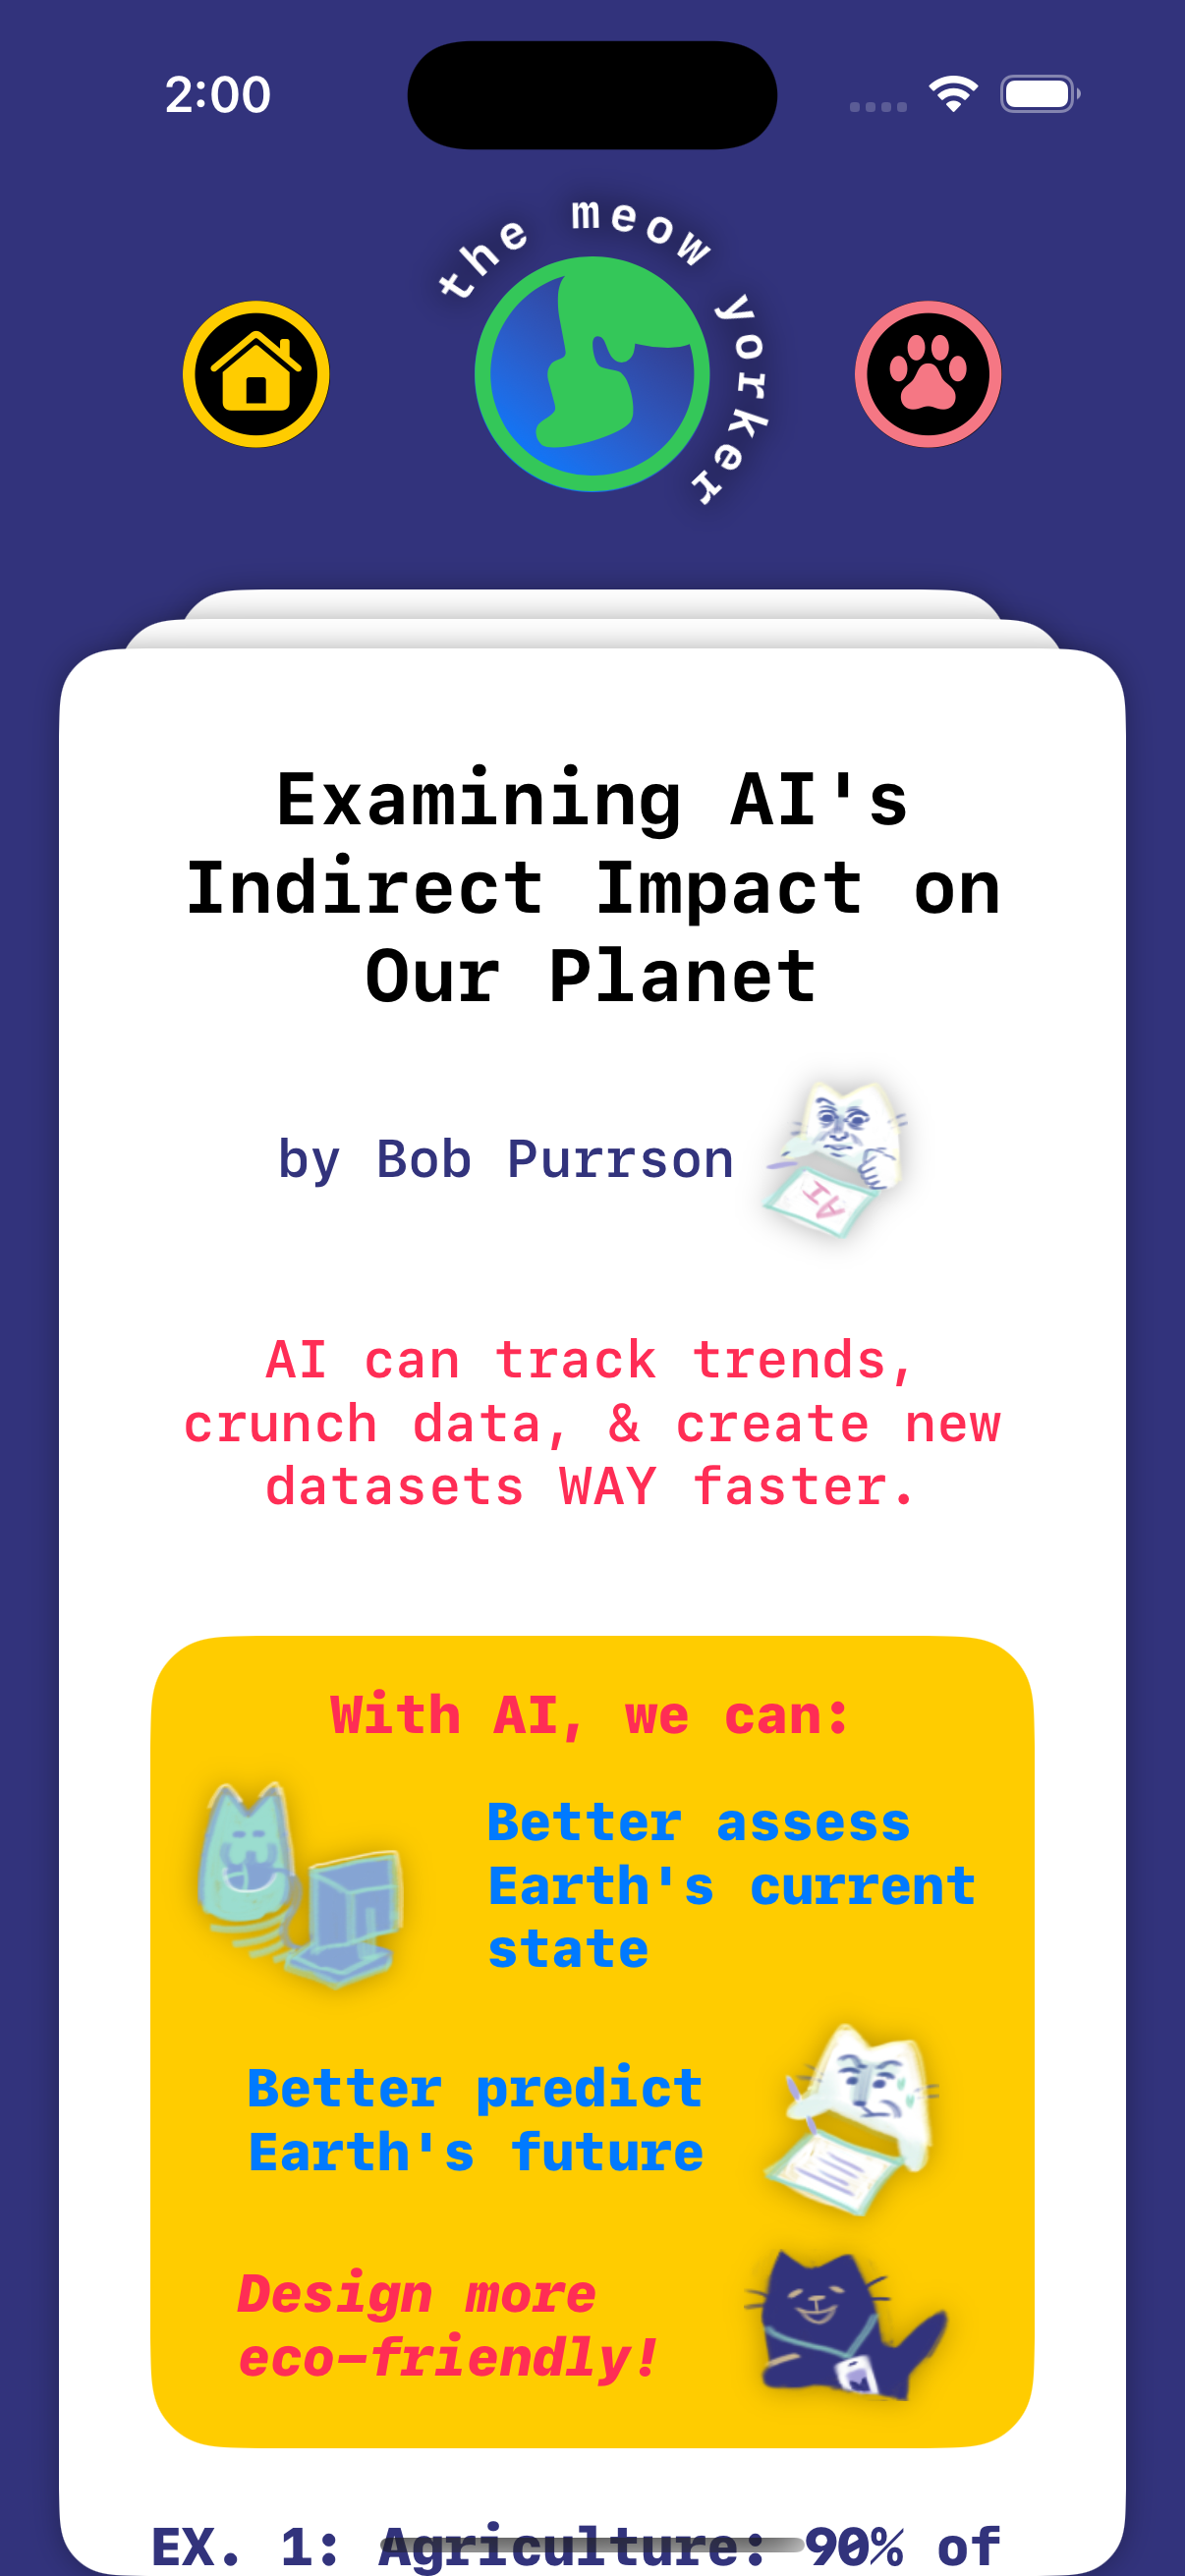 2:00
the meow yorker
Examining AI's
Indirect Impact on
Our Planet
by Bob Purrson
AI
AI can track trends,
crunch data, & create new
datasets WAY faster.
With AI, we can:
Better assess
Earth's current
state
Better predict
Earth's future
Design more
eco-friendly!
EX. 1: Agriculture: 90% of